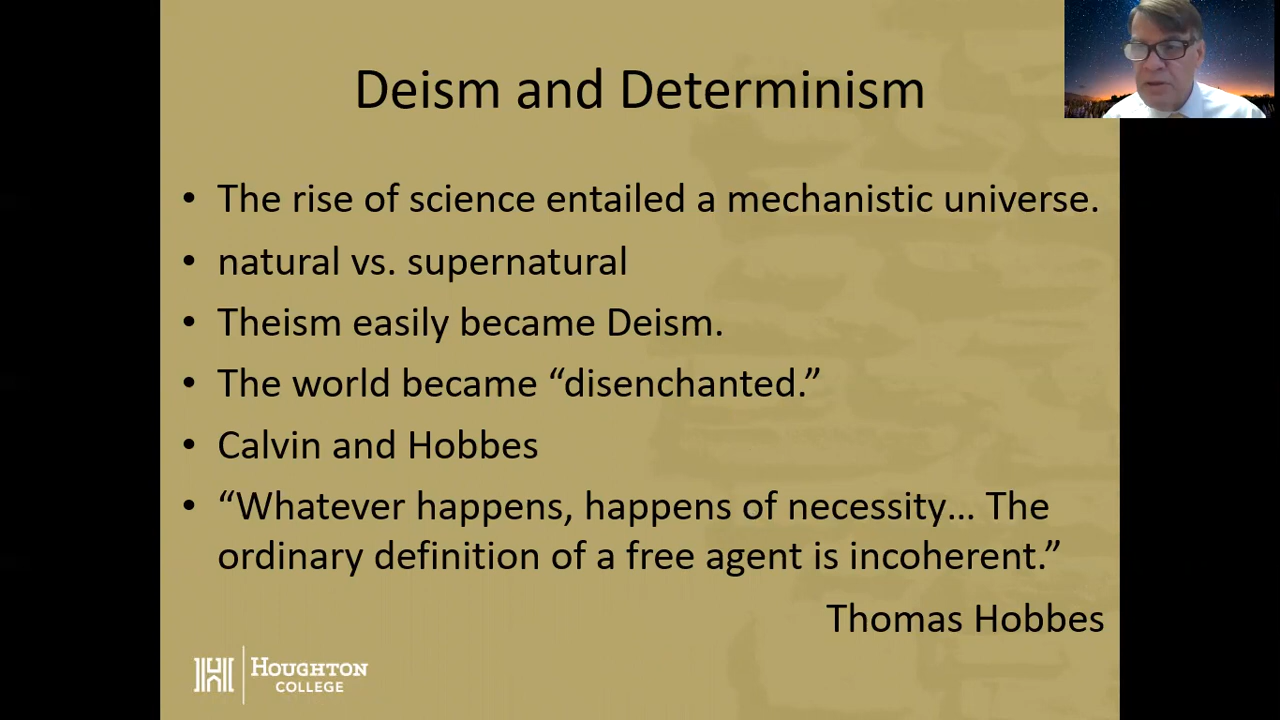 Deism and Determinism
• The rise of science entailed a mechanistic universe.
• natural vs. supernatural
• Theism easily became Deism.
• The world became “disenchanted.”
• Calvin and Hobbes
• “Whatever happens, happens of necessity... The
ordinary definition of a free agent is incoherent.”
Thomas Hobbes
HOUGHTON
COLLEGE